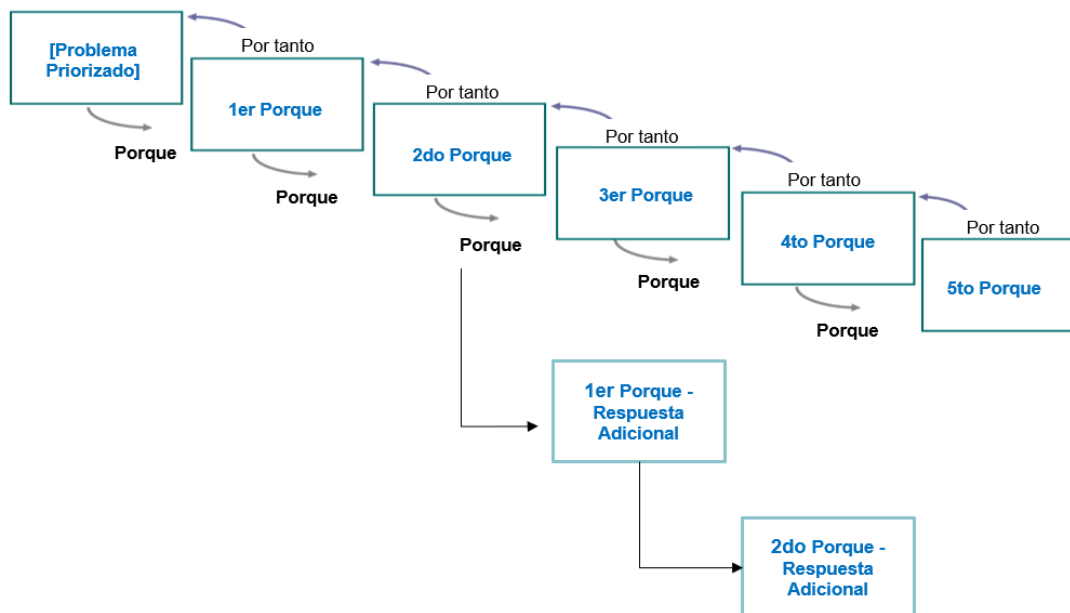 [Problema
Priorizado]
Por tanto
Porque
1er Porque
Por tanto
Porque
2do Porque
Por tanto
Porque
3er Porque
Por tanto
Porque
4to Porque
Por tanto
Porque
5to Porque
1er Porque -
Respuesta
Adicional
2do Porque -
Respuesta
Adicional